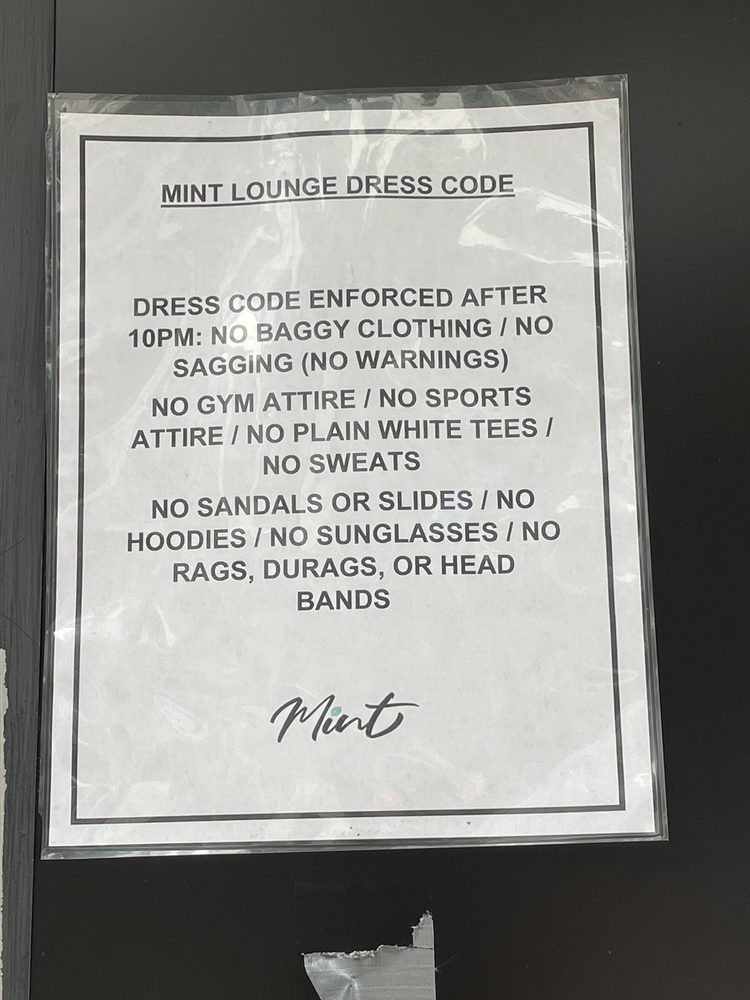 MINT LOUNGE DRESS CODE
DRESS CODE ENFORCED AFTER
10PM: NO BAGGY CLOTHING / NO
SAGGING (NO WARNINGS)
NO GYM ATTIRE / NO SPORTS
ATTIRE / NO PLAIN WHITE TEES /
NO SWEATS
NO SANDALS OR SLIDES / NO
HOODIES / NO SUNGLASSES / NO
RAGS, DURAGS, OR HEAD
BANDS
Mint